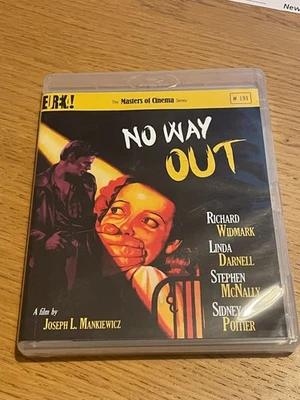 EUREKA!
The Masters of Cinema Series
# 191
NO WAY
OUT
RICHARD
WIDMARK
LINDA
DARNELL
STEPHEN
MCNALLY
SIDNEY
POITIER
A film by
JOSEPH L. MANKIEWICZ